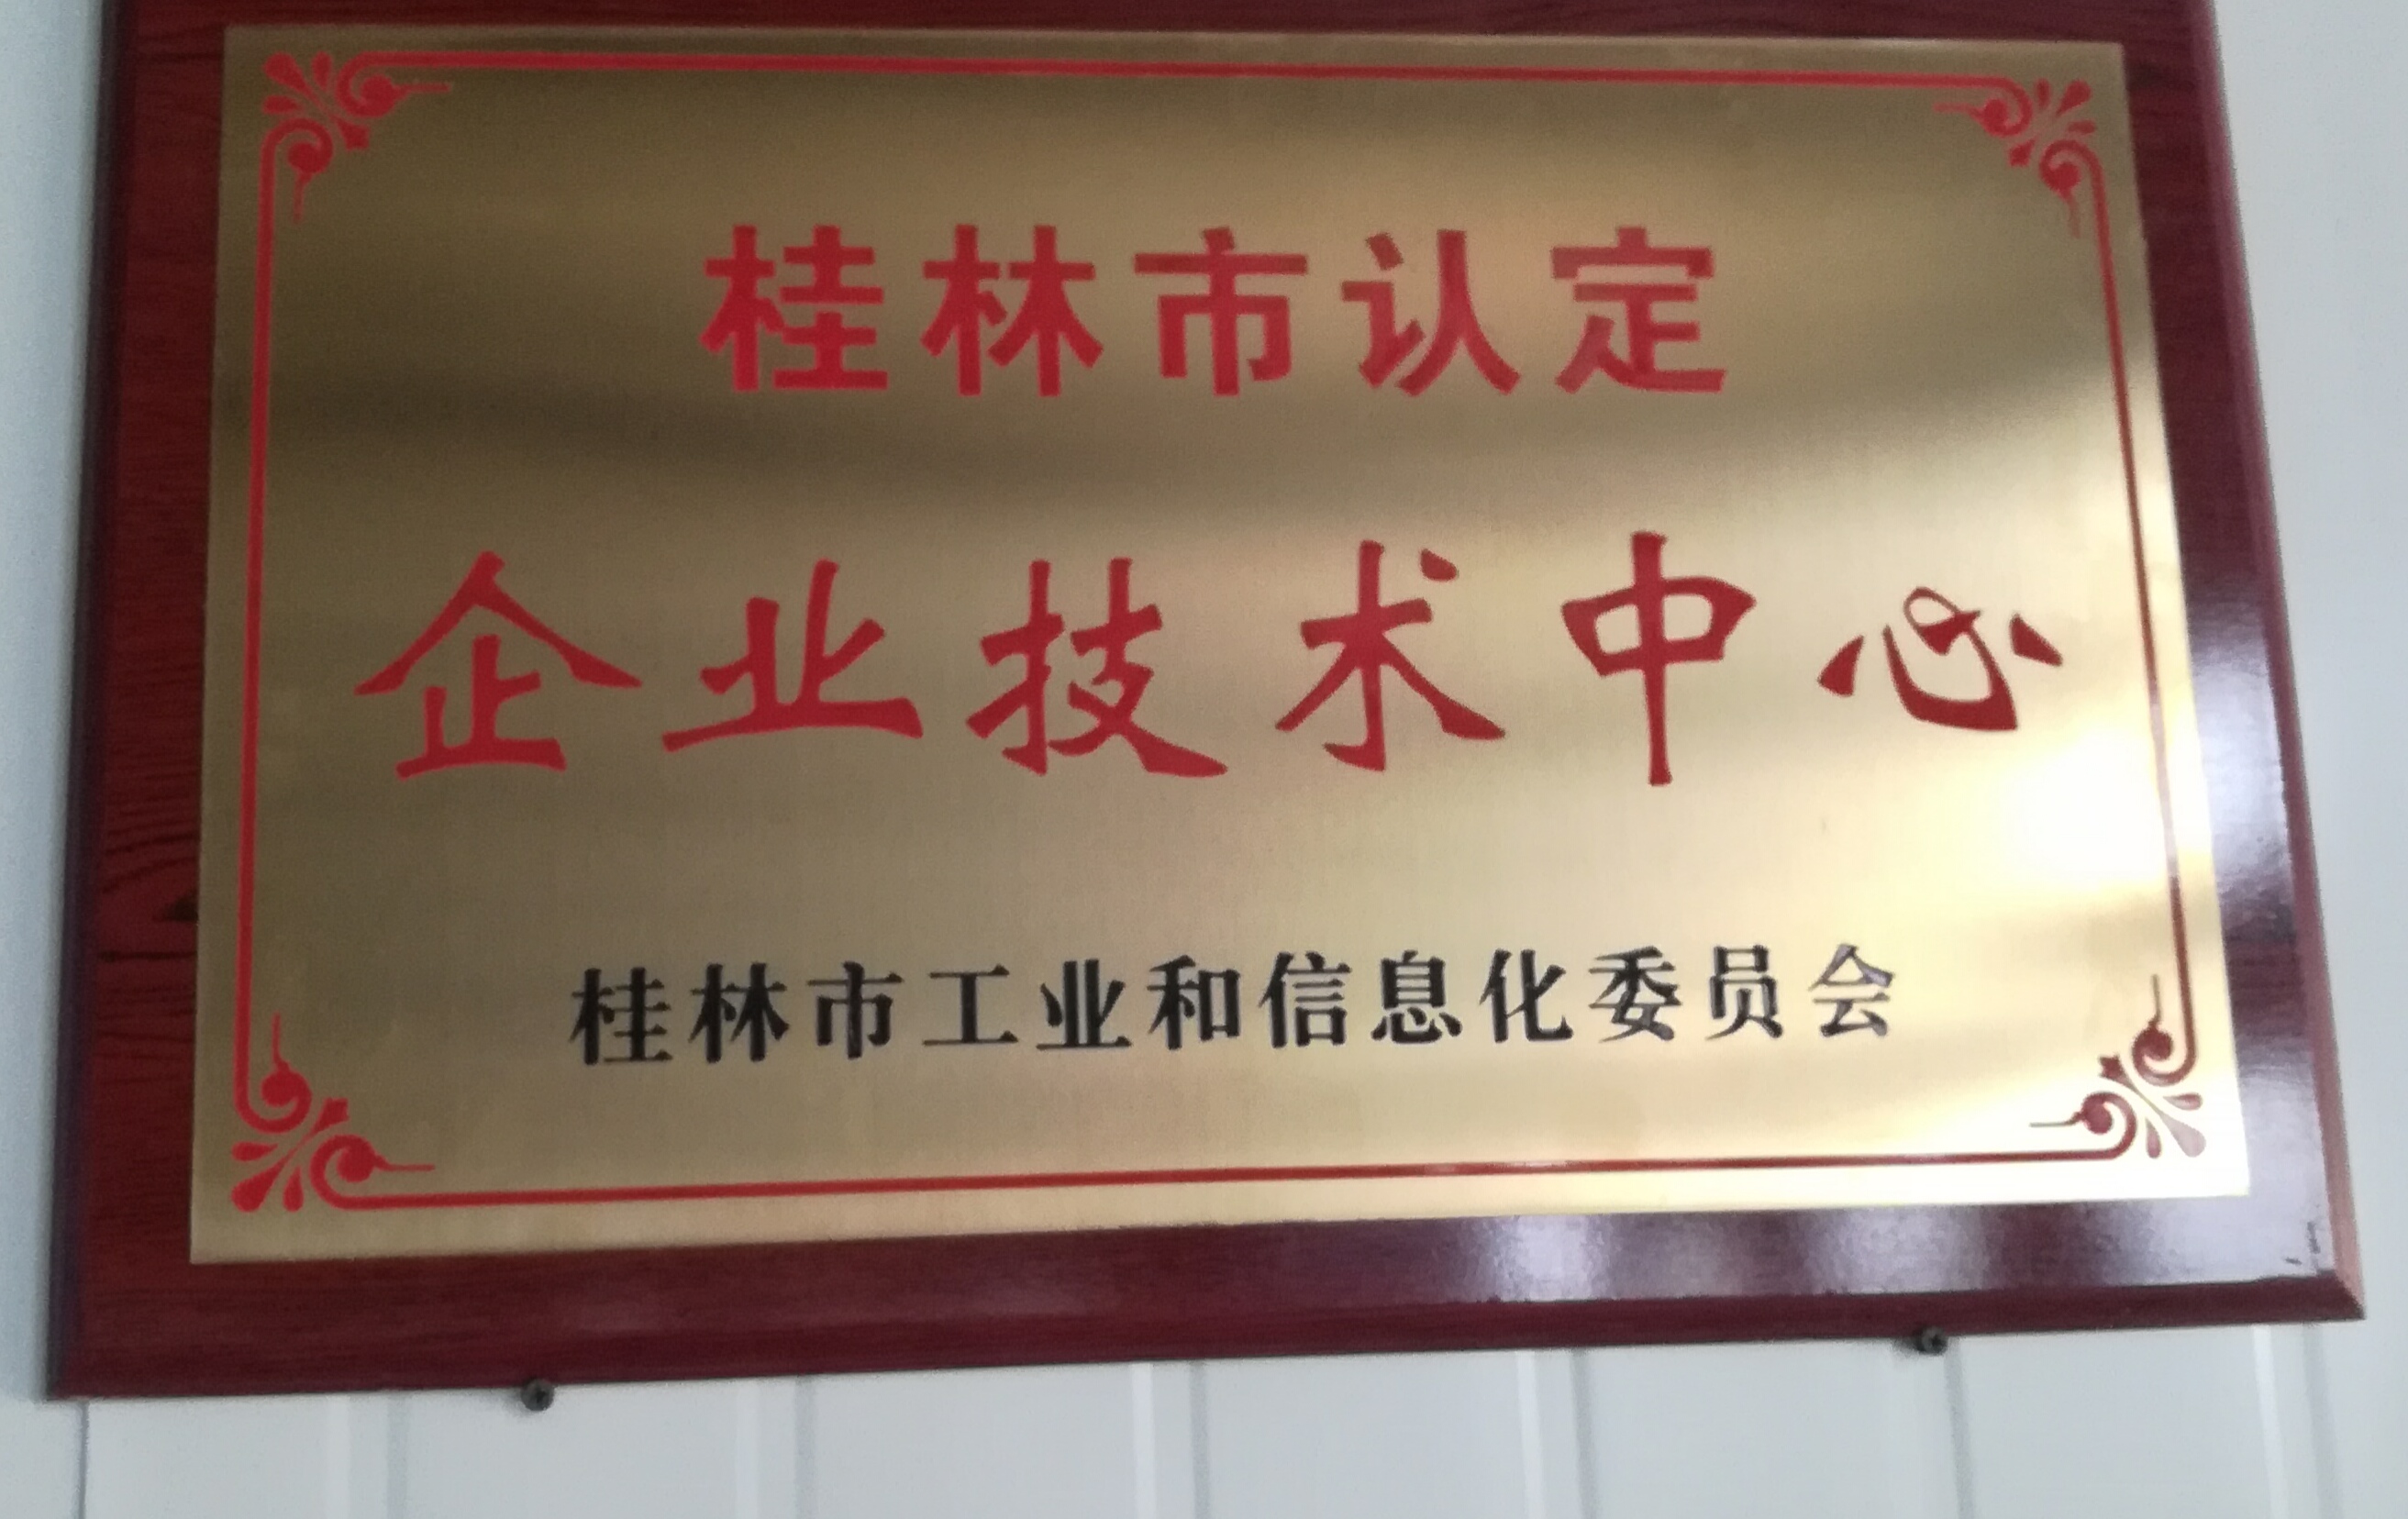 桂林市认定
企业技术中心
桂林市工业和信息化委员会